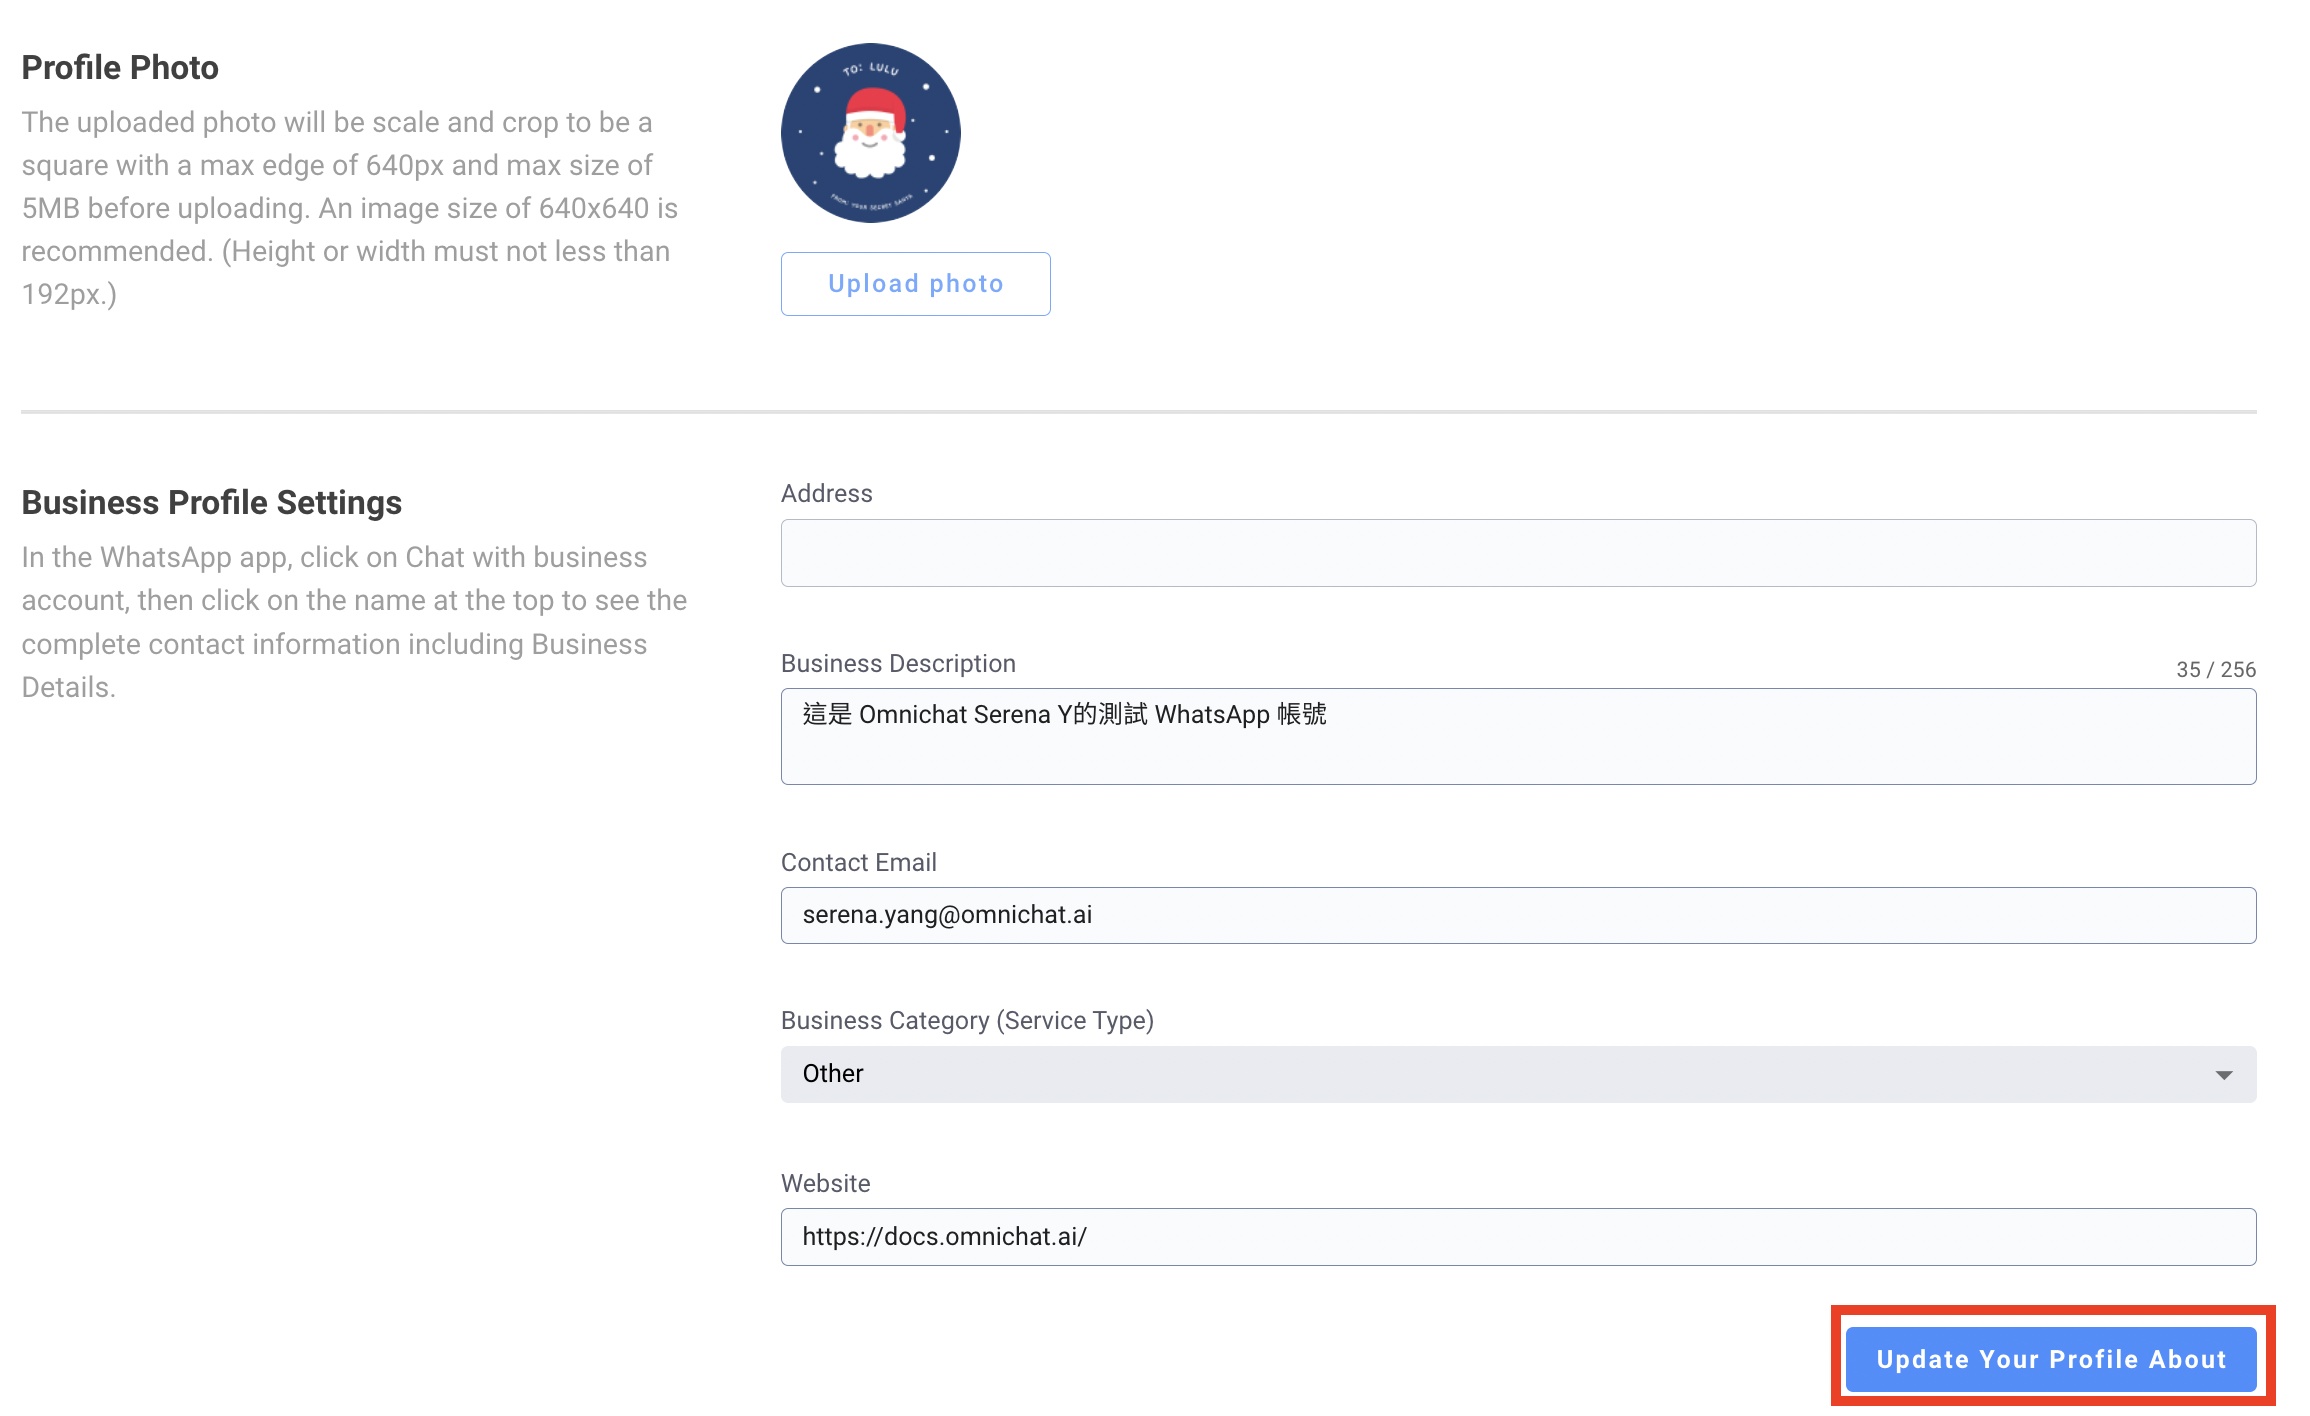 Profile Photo
The uploaded photo will be scale and crop to be a
square with a max edge of 640px and max size of
5MB before uploading. An image size of 640x640 is
recommended. (Height or width must not less than
192px.)
TO: LULU
FROM: YOUR SECRET SANTA
Upload photo
Business Profile Settings
In the WhatsApp app, click on Chat with business
account, then click on the name at the top to see the
complete contact information including Business
Details.
Address
Business Description
35 / 256
這是 Omnichat Serena Y的測試 WhatsApp 帳號
Contact Email
serena.yang@omnichat.ai
Business Category (Service Type)
Other
Website
https://docs.omnichat.ai/
Update Your Profile About